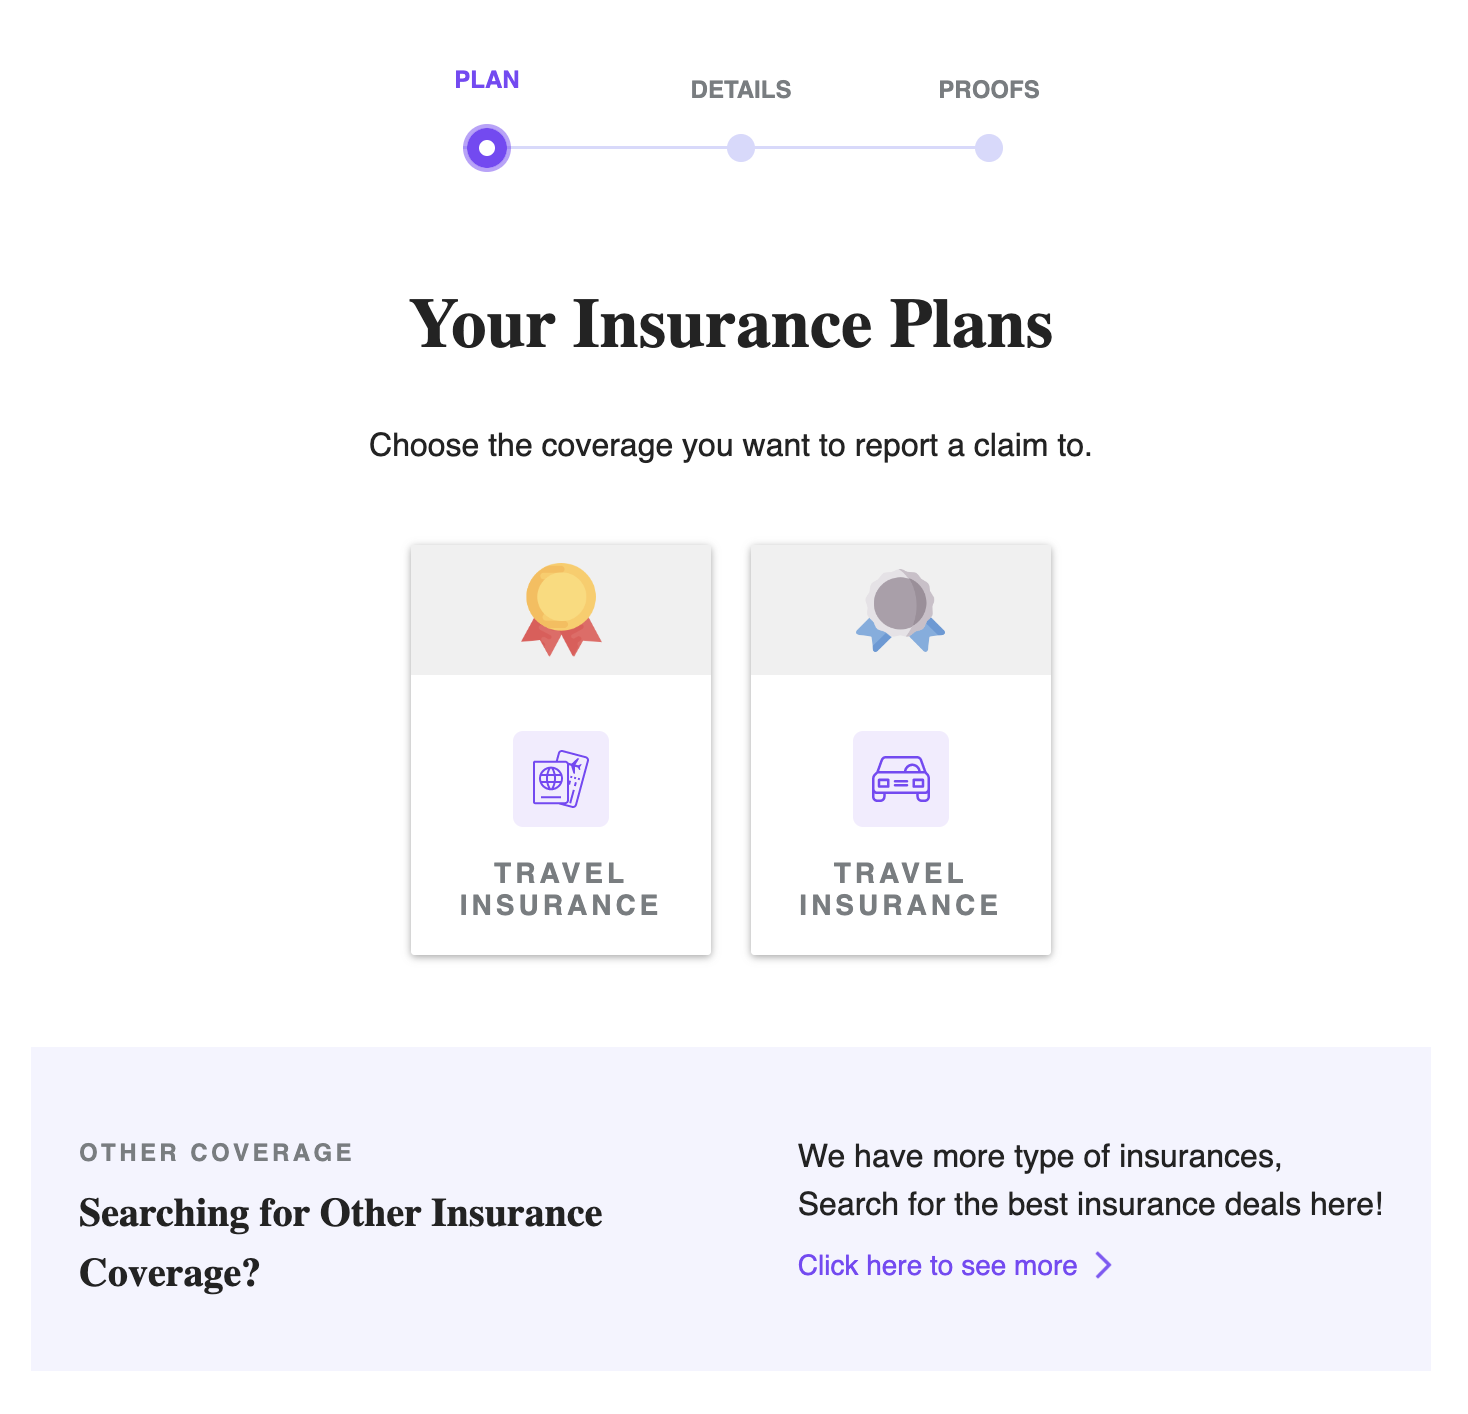 PLAN
DETAILS
PROOFS
Your Insurance Plans
Choose the coverage you want to report a claim to.
TRAVEL
INSURANCE
TRAVEL
INSURANCE
OTHER COVERAGE
Searching for Other Insurance
Coverage?
We have more type of insurances,
Search for the best insurance deals here!
Click here to see more